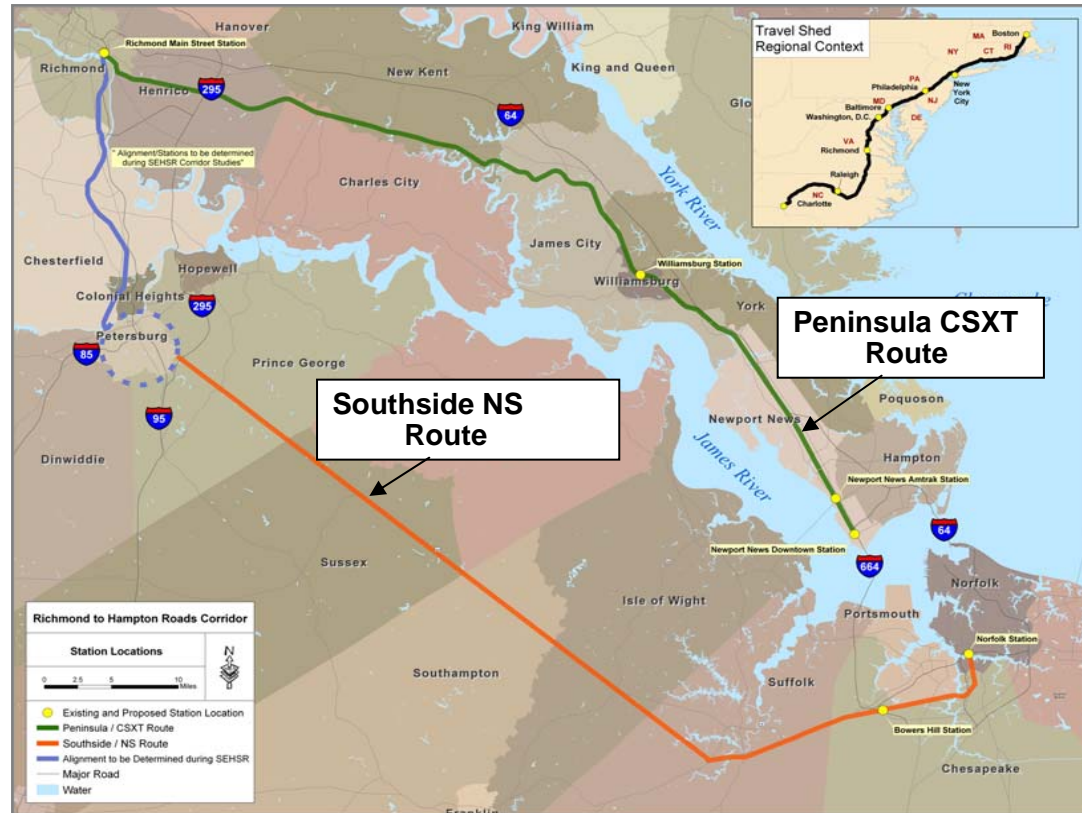 Hanover
King William
Richmond Main Street Station
King and Queen
New Kent
Richmond
Henrico
295
64
Glo
" Alignment/Stations to be determined
during SEHSR Corridor Studies"
Charles City
York River
James City
Williamsburg Station
Williamsburg
York
Chesterfield
Hopewell
Colonial Heights
295
Petersburg
85
Prince George
95
Dinwiddie
Peninsula CSXT
Route
Southside NS
Route
Poquoson
Newport News
James River
Hampton
Newport News Amtrak Station
64
Newport News Downtown Station
664
Sussex
Norfolk
Isle of Wight
Portsmouth
Norfolk Station
Southampton
Suffolk
Bowers Hill Station
Chesapeake
Franklin
Travel Shed
Regional Context
MA
Boston
NY
CT
RI
PA
Philadelphia
New
York
City
MD
NJ
Baltimore
Washington, D.C.
DE
VA
Richmond
Raleigh
NC
Charlotte
Richmond to Hampton Roads Corridor
Station Locations
N
0 2.5 5 10
Miles
Existing and Proposed Station Location
Peninsula / CSXT Route
Southside / NS Route
Alignment to be Determined during SEHSR
Major Road
Water